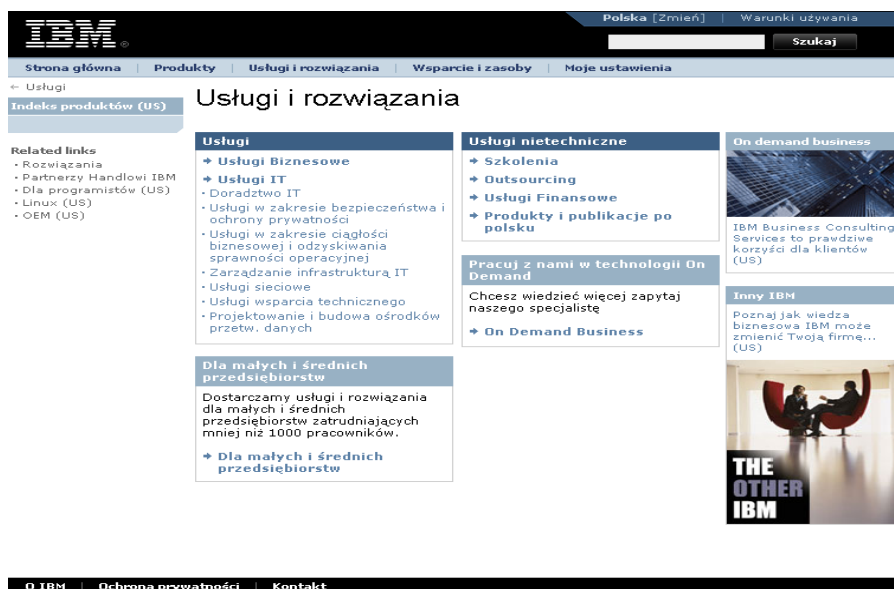 IBM®
Polska [Zmień] | Warunki używania
Szukaj
Strona główna | Produkty | Usługi i rozwiązania | Wsparcie i zasoby | Moje ustawienia
← Usługi
Indeks produktów (US)
Related links
· Rozwiązania
· Partnerzy Handlowi IBM
· Dla programistów (US)
· Linux (US)
· OEM (US)
Usługi i rozwiązania
Usługi
→ Usługi Biznesowe
→ Usługi IT
· Doradztwo IT
· Usługi w zakresie bezpieczeństwa i
ochrony prywatności
· Usługi w zakresie ciągłości
biznesowej i odzyskiwania
sprawności operacyjnej
· Zarządzanie infrastrukturą IT
· Usługi sieciowe
· Usługi wsparcia technicznego
· Projektowanie i budowa ośrodków
przetw. danych
Dla małych i średnich
przedsiębiorstw
Dostarczamy usługi i rozwiązania
dla małych i średnich
przedsiębiorstw zatrudniających
mniej niż 1000 pracowników.
→ Dla małych i średnich
przedsiębiorstw
Usługi nietechniczne
→ Szkolenia
→ Outsourcing
→ Usługi Finansowe
→ Produkty i publikacje po
polsku
Pracuj z nami w technologii On
Demand
Chcesz wiedzieć więcej zapytaj
naszego specjalistę
→ On Demand Business
On demand business
IBM Business Consulting
Services to prawdziwe
korzyści dla klientów
(US)
Inny IBM
Poznaj jak wiedza
biznesowa IBM może
zmienić Twoją firmę...
(US)
THE
OTHER
IBM
O IBM | Ochrona prywatności | Kontakt